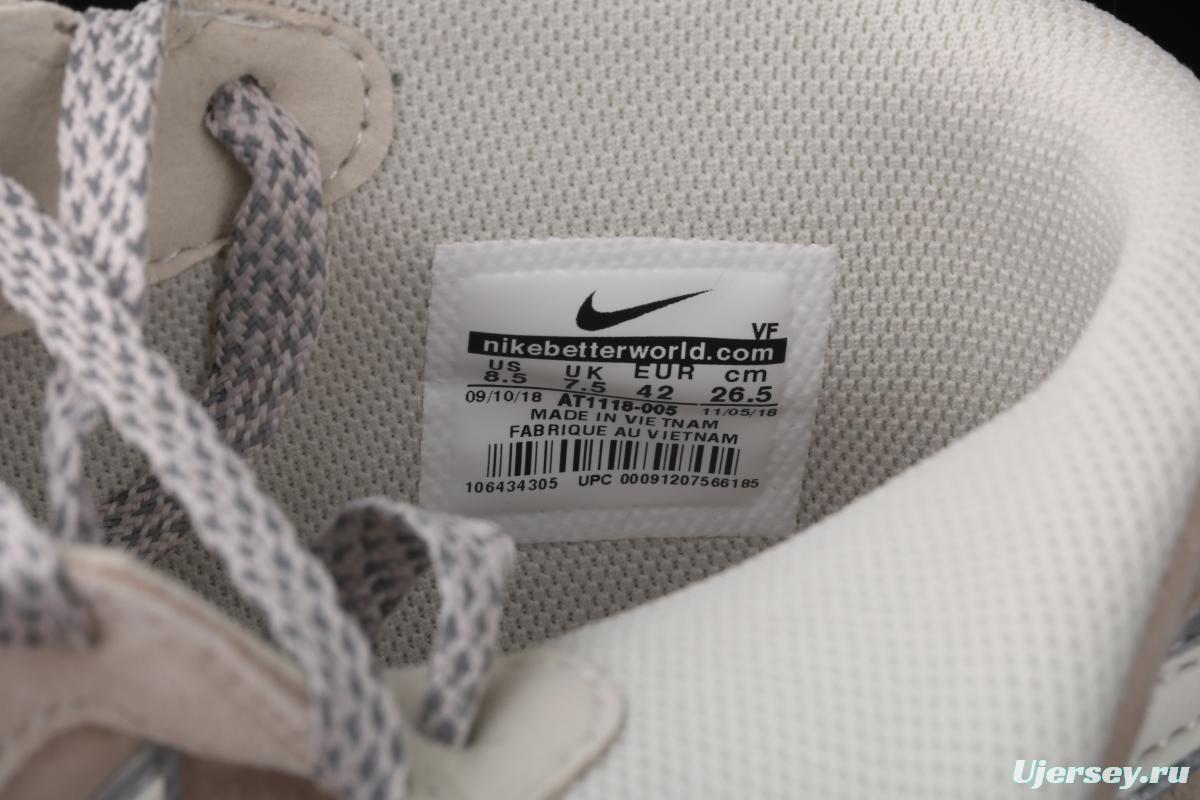 VF
nikebetterworld.com
US UK EUR cm
8.5 7.5 42 26.5
09/10/18 AT1118-005 11/05/18
MADE IN VIETNAM
FABRIQUE AU VIETNAM
106434305 UPC 00091207566185
Ujersey.ru